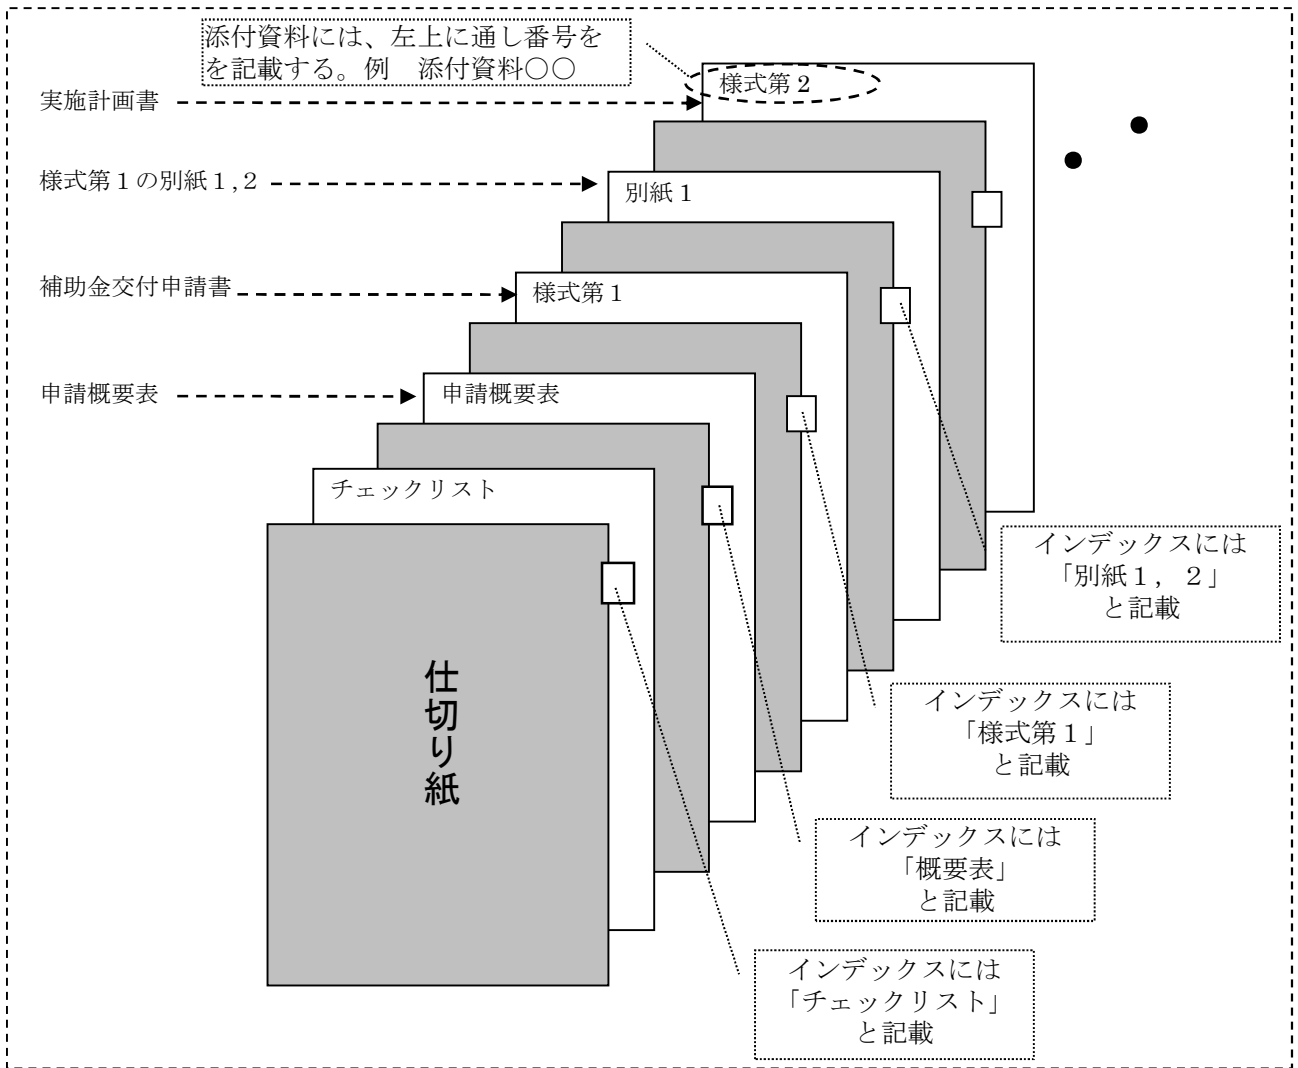 添付資料には、左上に通し番号を
を記載する。例　添付資料○○
様式第２
実施計画書
様式第１の別紙１,２
別紙１
補助金交付申請書
様式第１
申請概要表
申請概要表
チェックリスト
仕切り紙
インデックスには
「別紙１，２」
と記載
インデックスには
「様式第１」
と記載
インデックスには
「概要表」
と記載
インデックスには
「チェックリスト」
と記載